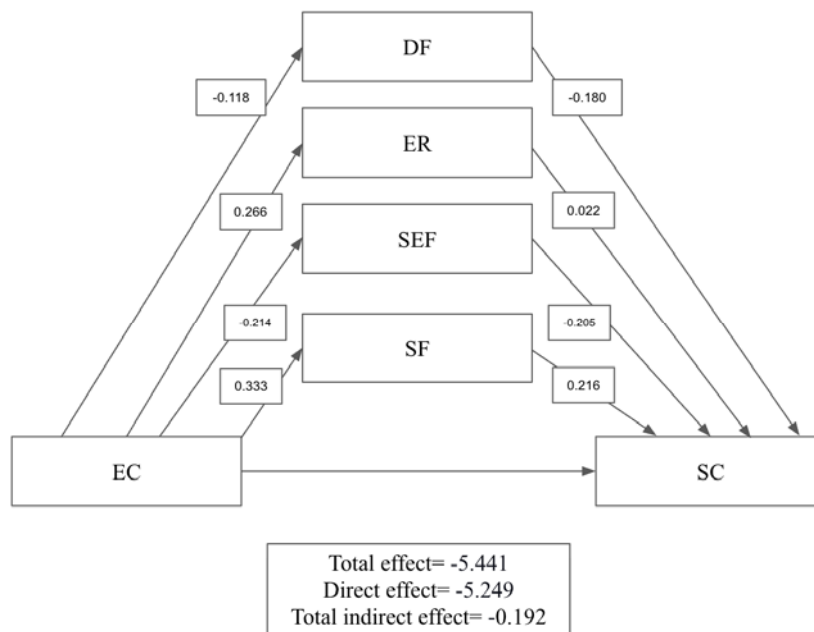 DF
-0.118
-0.180
ER
0.266
0.022
SEF
-0.214
-0.205
SF
0.333
0.216
EC
SC
Total effect= -5.441
Direct effect= -5.249
Total indirect effect= -0.192